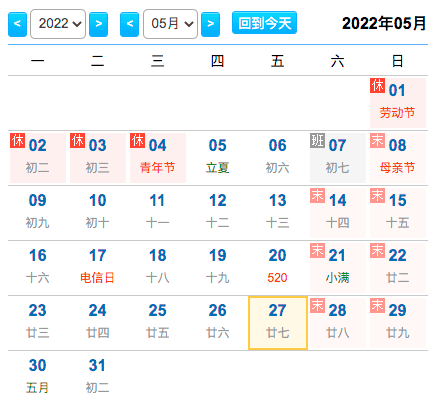 < 2022 > < 05月 > 回到今天 2022年05月
一 二 三 四 五 六 日
休 01
劳动节
休 02 休 03 休 04 05 06 班 07 末 08
初二 初三 青年节 立夏 初六 初七 母亲节
09 10 11 12 13 末 14 末 15
初九 初十 十一 十二 十三 十四 十五
16 17 18 19 20 末 21 末 22
十六 电信日 十八 十九 520 小满 廿二
23 24 25 26 27 末 28 末 29
廿三 廿四 廿五 廿六 廿七 廿八 廿九
30 31
五月 初二